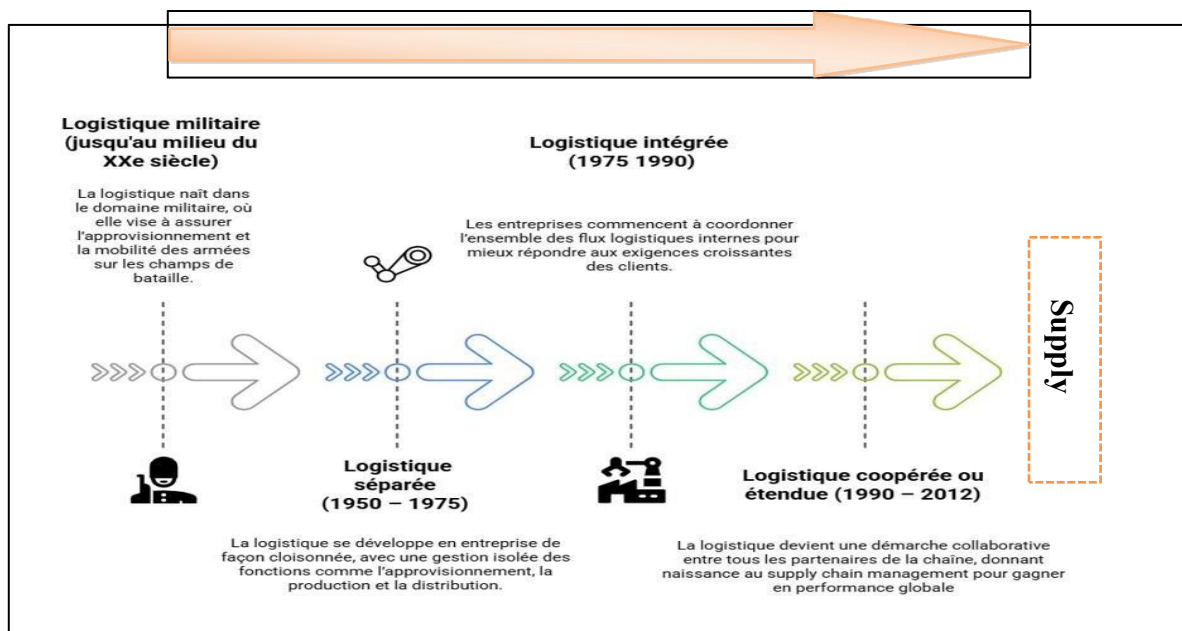 Logistique militaire
(jusqu'au milieu du
XXe siècle)
La logistique naît dans
le domaine militaire, où
elle vise à assurer
l'approvisionnement et
la mobilité des armées
sur les champs de
bataille.
Logistique séparée
(1950 – 1975)
La logistique se développe en entreprise de
façon cloisonnée, avec une gestion isolée des
fonctions comme l'approvisionnement, la
production et la distribution.
Logistique intégrée
(1975 1990)
Les entreprises commencent à coordonner
l'ensemble des flux logistiques internes pour
mieux répondre aux exigences croissantes
des clients.
Logistique coopérée ou
étendue (1990 – 2012)
La logistique devient une démarche collaborative
entre tous les partenaires de la chaîne, donnant
naissance au supply chain management pour gagner
en performance globale
Supply